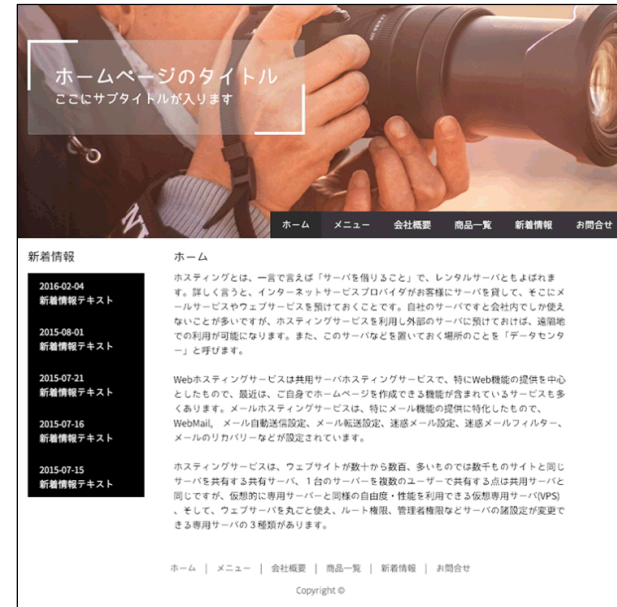 ホームページのタイトル
ここにサブタイトルが入ります
ホーム メニュー 会社概要 商品一覧 新着情報 お問合せ
新着情報
2016-02-04
新着情報テキスト
2015-08-01
新着情報テキスト
2015-07-21
新着情報テキスト
2015-07-16
新着情報テキスト
2015-07-15
新着情報テキスト
ホーム
ホスティングとは、一言で言えば「サーバを借りること」で、レンタルサーバともよばれま
す。詳しく言うと、インターネットサービスプロバイダがお客様にサーバを貸して、そこにメ
ールサービスやウェブサービスを預けておくことです。自社のサーバですと会社内でしか使え
ないことが多いですが、ホスティングサービスを利用し外部のサーバに預けておけば、遠隔地
での利用が可能になります。また、このサーバなどを置いておく場所のことを「データセンタ
ー」と呼びます。
Webホスティングサービスは共用サーバホスティングサービスで、特にWeb機能の提供を中心
としたもので、最近は、ご自身でホームページを作成できる機能が含まれているサービスも多
くあります。メールホスティングサービスは、特にメール機能の提供に特化したもので、
WebMail, メール自動送信設定、メール転送設定、迷惑メール設定、迷惑メールフィルター、
メールのリカバリーなどが設定されています。
ホスティングサービスは、ウェブサイトが数十から数百、多いものでは数千ものサイトと同じ
サーバを共有する共有サーバ、1台のサーバーを複数のユーザーで共有する点は共用サーバと
同じですが、仮想的に専用サーバーと同様の自由度・性能を利用できる仮想専用サーバ(VPS)
、そして、ウェブサーバを丸ごと使え、ルート権限、管理者権限などサーバの諸設定が変更で
きる専用サーバの3種類があります。
ホーム | メニュー | 会社概要 | 商品一覧 | 新着情報 | お問合せ
Copyright ©